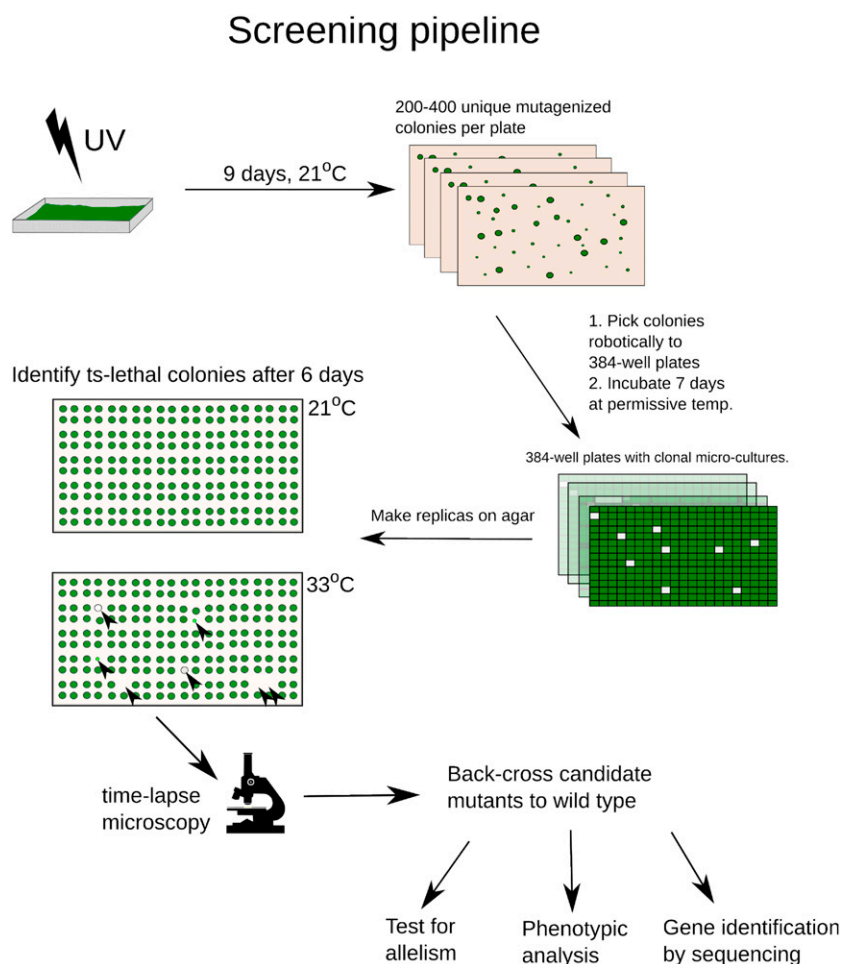 Screening pipeline
UV
9 days, 21°C
200-400 unique mutagenized
colonies per plate
1. Pick colonies
robotically to
384-well plates
2. Incubate 7 days
at permissive temp.
384-well plates with clonal micro-cultures.
Make replicas on agar
Identify ts-lethal colonies after 6 days
21°C
33°C
time-lapse
microscopy
Back-cross candidate
mutants to wild type
Test for
allelism
Phenotypic
analysis
Gene identification
by sequencing